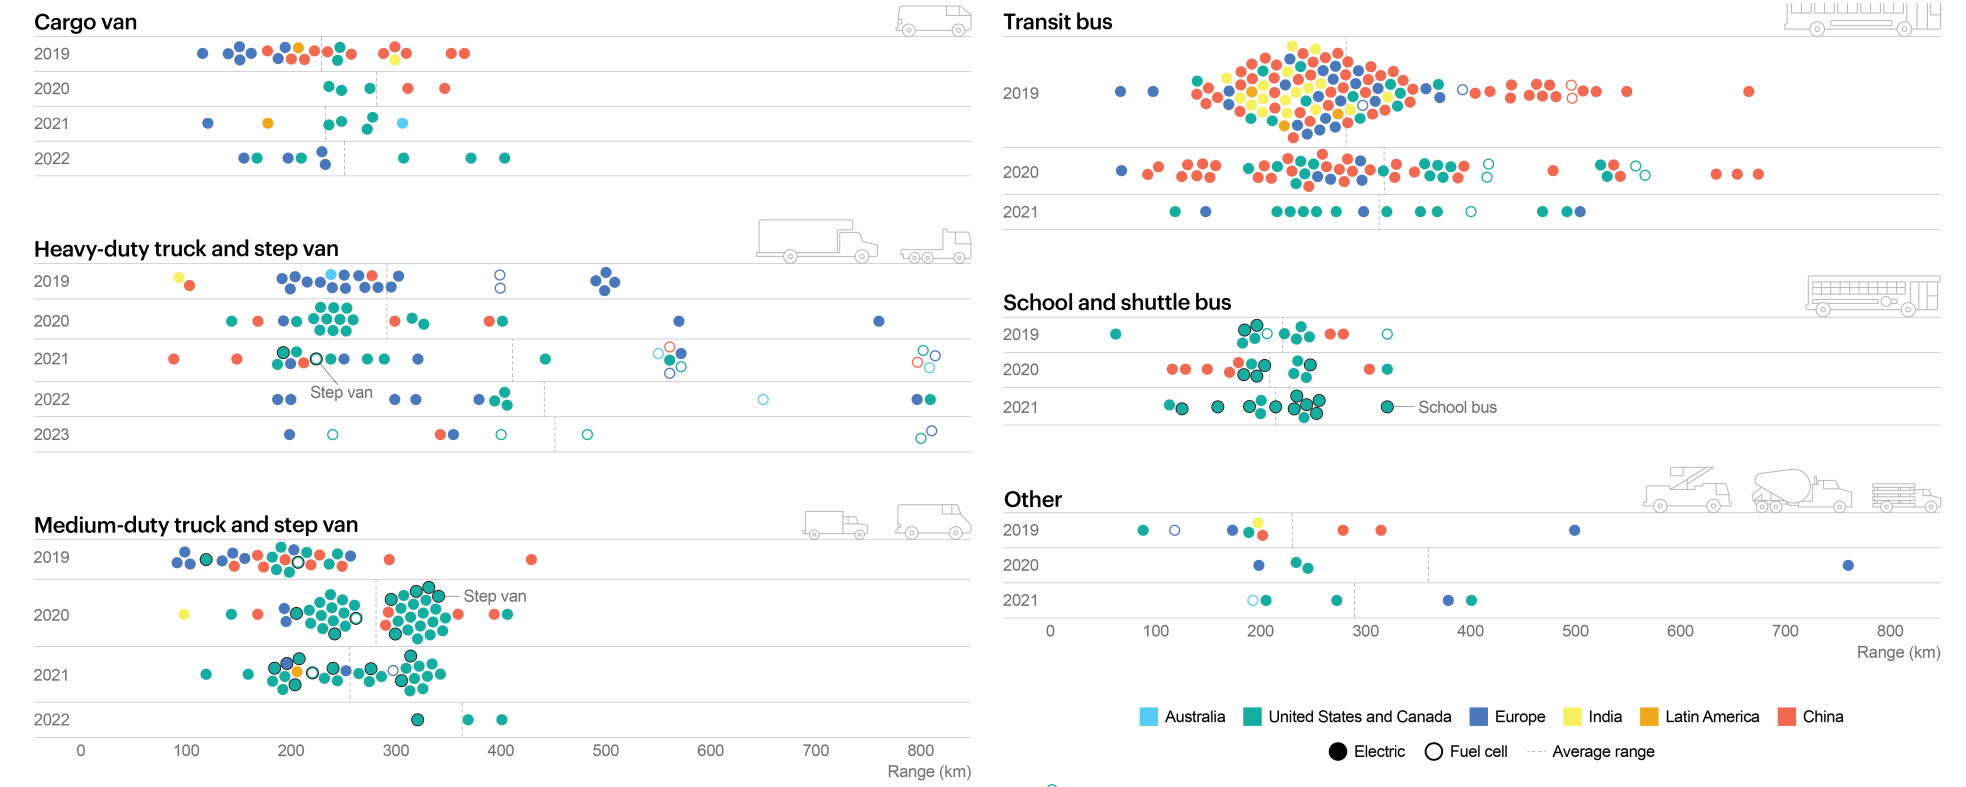 Cargo van
2019
2020
2021
2022
Heavy-duty truck and step van
2019
2020
2021
Step van
2022
2023
Medium-duty truck and step van
2019
2020
Step van
2021
2022
0 100 200 300 400 500 600 700 800
Range (km)
Transit bus
2019
2020
2021
School and shuttle bus
2019
2020
2021
School bus
Other
2019
2020
2021
0 100 200 300 400 500 600 700 800
Range (km)
Australia United States and Canada Europe India Latin America China
Electric Fuel cell Average range